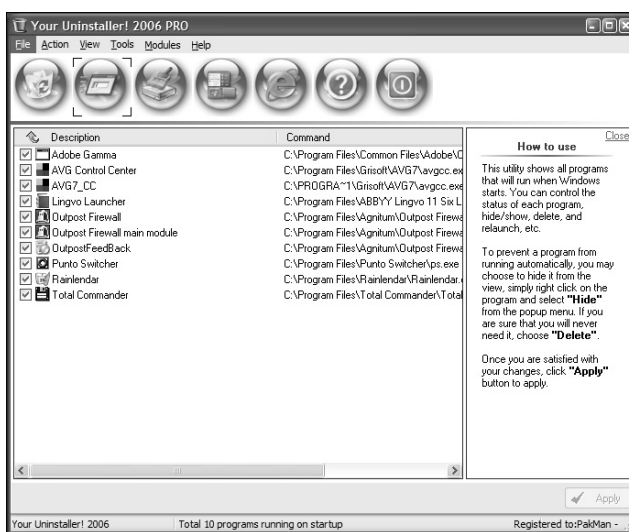 Your Uninstaller! 2006 PRO
File Action View Tools Modules Help
Description Command
Adobe Gamma C:\Program Files\Common Files\Adobe\C
AVG Control Center C:\Program Files\Grisoft\AVG7\avgcc.exe
AVG7_CC C:\PROGRA~1\Grisoft\AVG7\avgcc.exe
Lingvo Launcher C:\Program Files\ABBYY Lingvo 11 Six L
Outpost Firewall C:\Program Files\Agnitum\Outpost Firewa
Outpost Firewall main module C:\Program Files\Agnitum\Outpost Firewa
OutpostFeedBack C:\Program Files\Agnitum\Outpost Firewa
Punto Switcher C:\Program Files\Punto Switcher\ps.exe
Rainlendar C:\Program Files\Rainlendar\Rainlendar.
Total Commander C:\Program Files\Total Commander\Total
Close
How to use
This utility shows all programs
that will run when Windows
starts. You can control the
status of each program,
hide/show, delete, and
relaunch, etc.
To prevent a program from
running automatically, you may
choose to hide it from the
view, simply right click on the
program and select "Hide"
from the popup menu. If you
are sure that you will never
need it, choose "Delete".
Once you are satisfied with
your changes, click "Apply"
button to apply.
Apply
Your Uninstaller! 2006 Total 10 programs running on startup Registered to:PakMan -